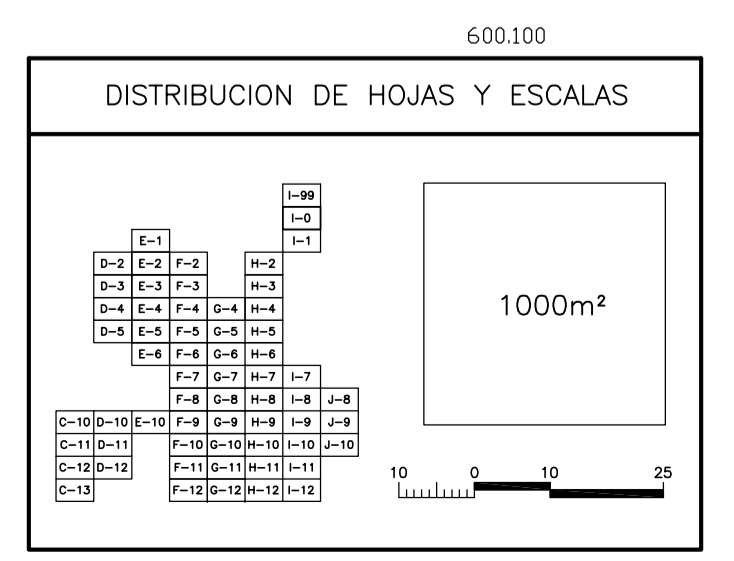 600.100
DISTRIBUCION DE HOJAS Y ESCALAS
I-99
I-0
E-1 I-1
D-2 E-2 F-2 H-2
D-3 E-3 F-3 H-3
D-4 E-4 F-4 G-4 H-4
D-5 E-5 F-5 G-5 H-5
E-6 F-6 G-6 H-6
F-7 G-7 H-7 I-7
F-8 G-8 H-8 I-8 J-8
C-10 D-10 E-10 F-9 G-9 H-9 I-9 J-9
C-11 D-11 F-10 G-10 H-10 I-10 J-10
C-12 D-12 F-11 G-11 H-11 I-11
C-13 F-12 G-12 H-12 I-12
1000m²
10 0 10 25